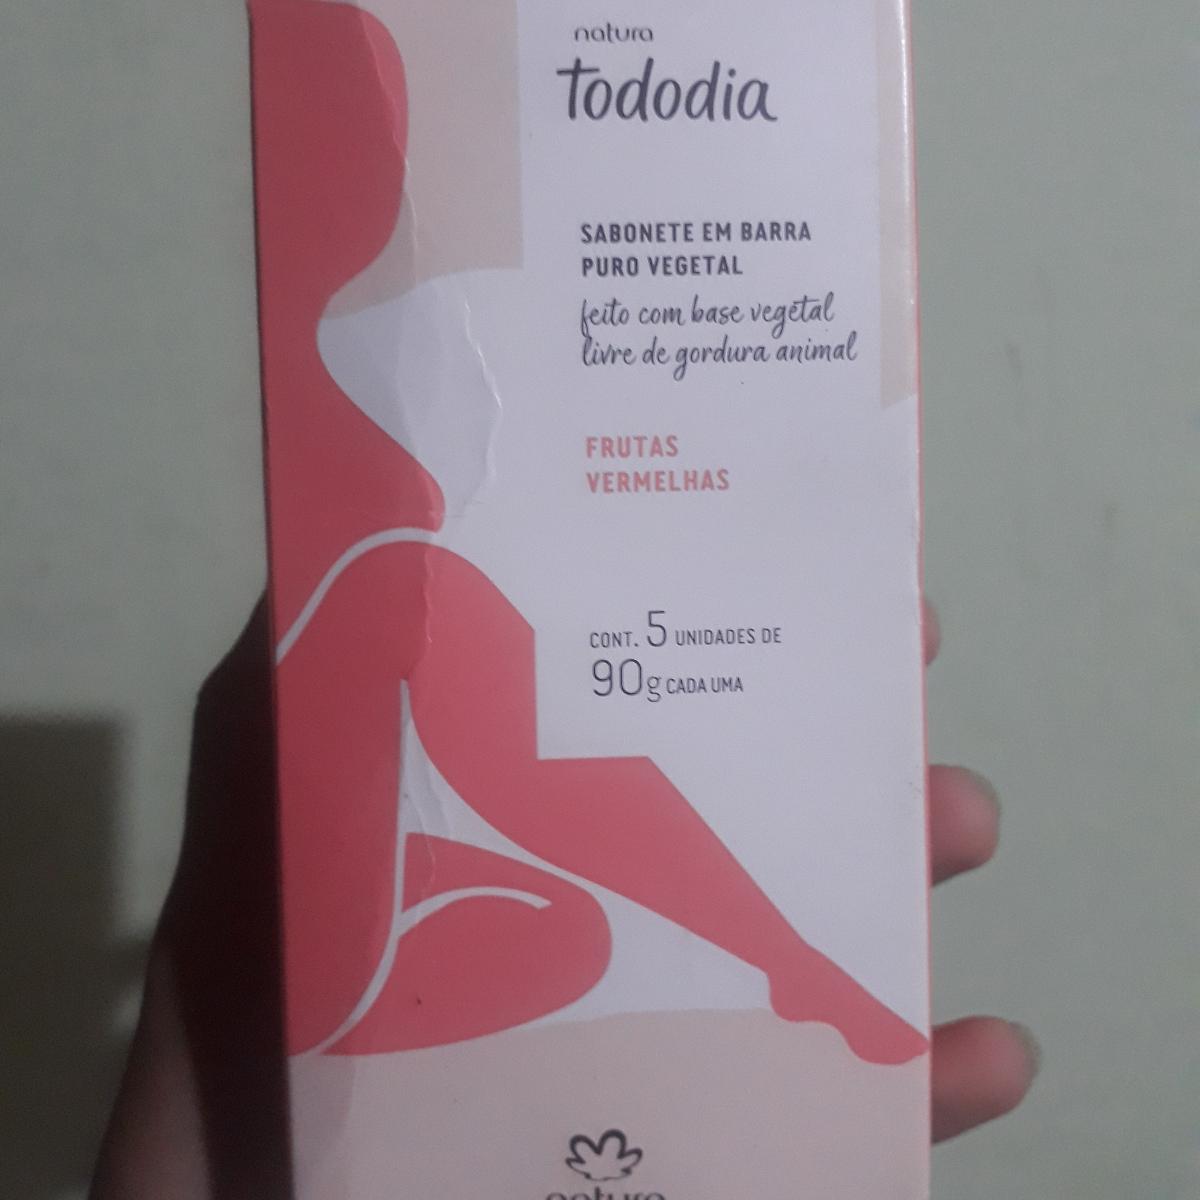 natura
tododia
SABONETE EM BARRA
PURO VEGETAL
feito com base vegetal
livre de gordura animal
FRUTAS
VERMELHAS
CONT. 5 UNIDADES DE
90g CADA UMA
natura